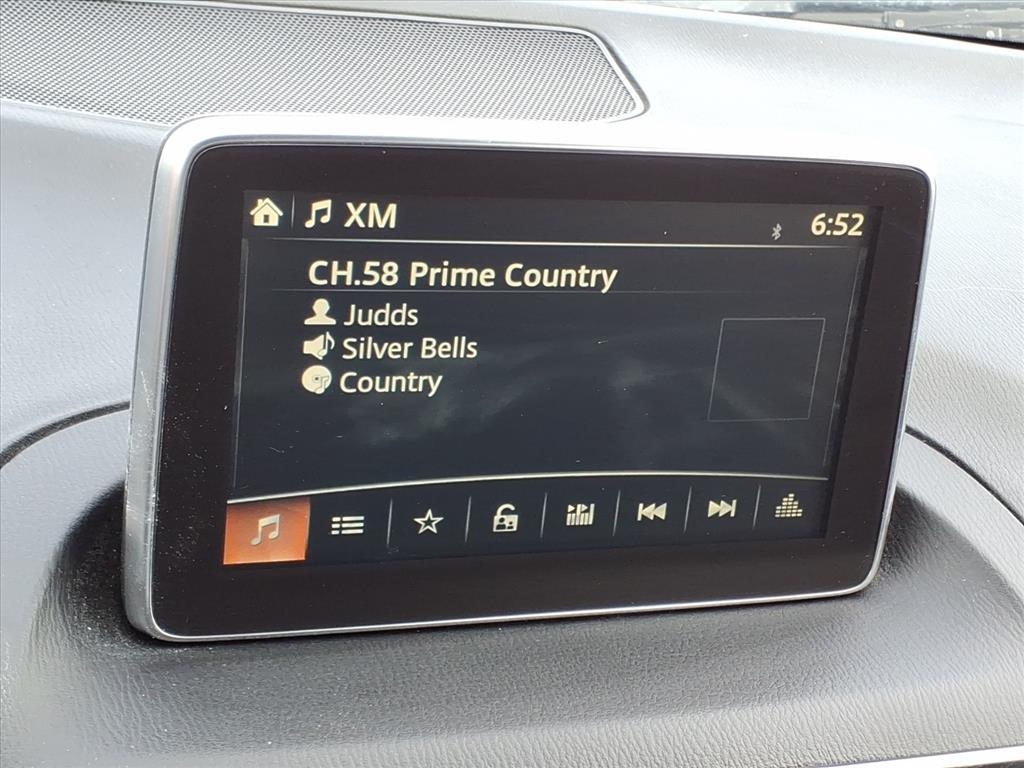 XM
6:52
CH.58 Prime Country
Judds
Silver Bells
Country